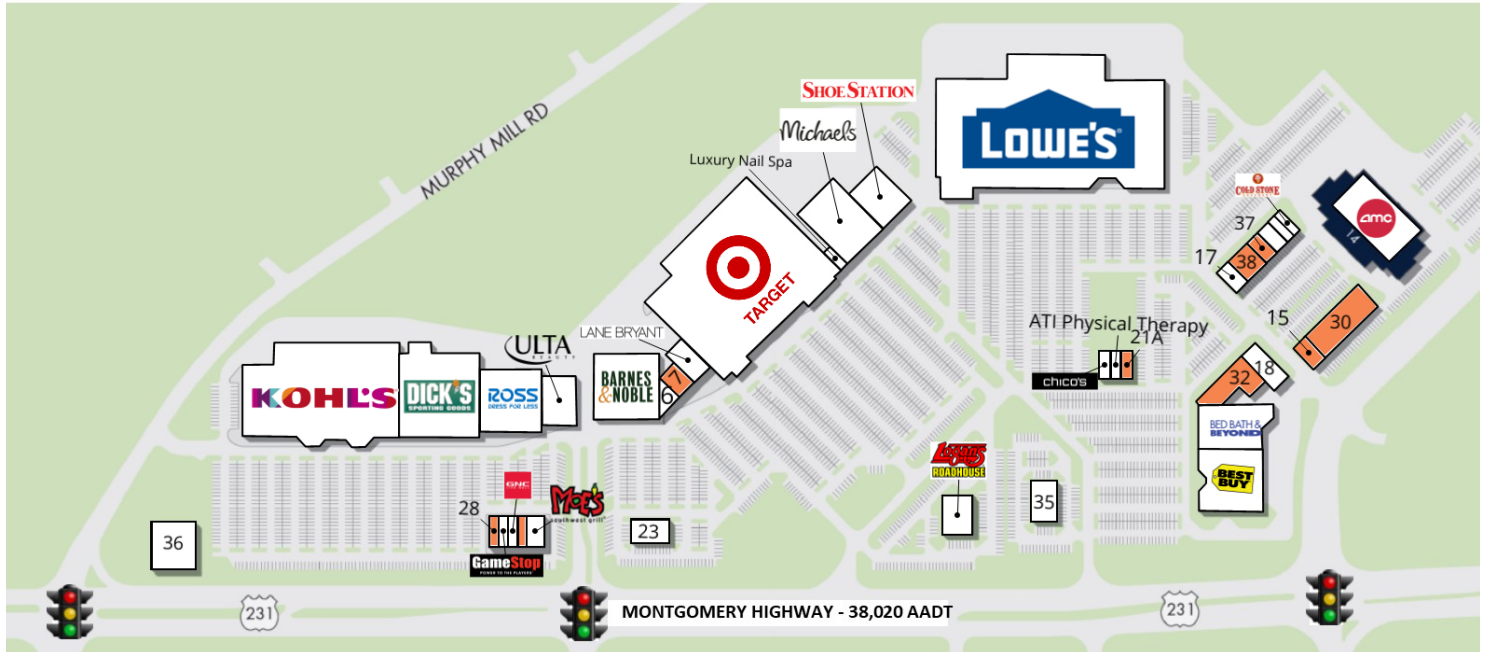 MURPHY MILL RD
SHOE STATION
Michaels
Luxury Nail Spa
LOWE'S
COLD STONE
37
17
38
amc
14
TARGET
LANE BRYANT
ULTA
BEAUTY
KOHL'S
DICK'S
SPORTING GOODS
ROSS
DRESS FOR LESS
BARNES
&NOBLE
7
6
ATI Physical Therapy
21A
chico's
15
30
18
32
BED BATH &
BEYOND
BEST
BUY
Logan's
ROADHOUSE
35
GNC
28
MOE'S
southwest grill
GameStop
POWER TO THE PLAYERS
23
36
231
MONTGOMERY HIGHWAY - 38,020 AADT
231